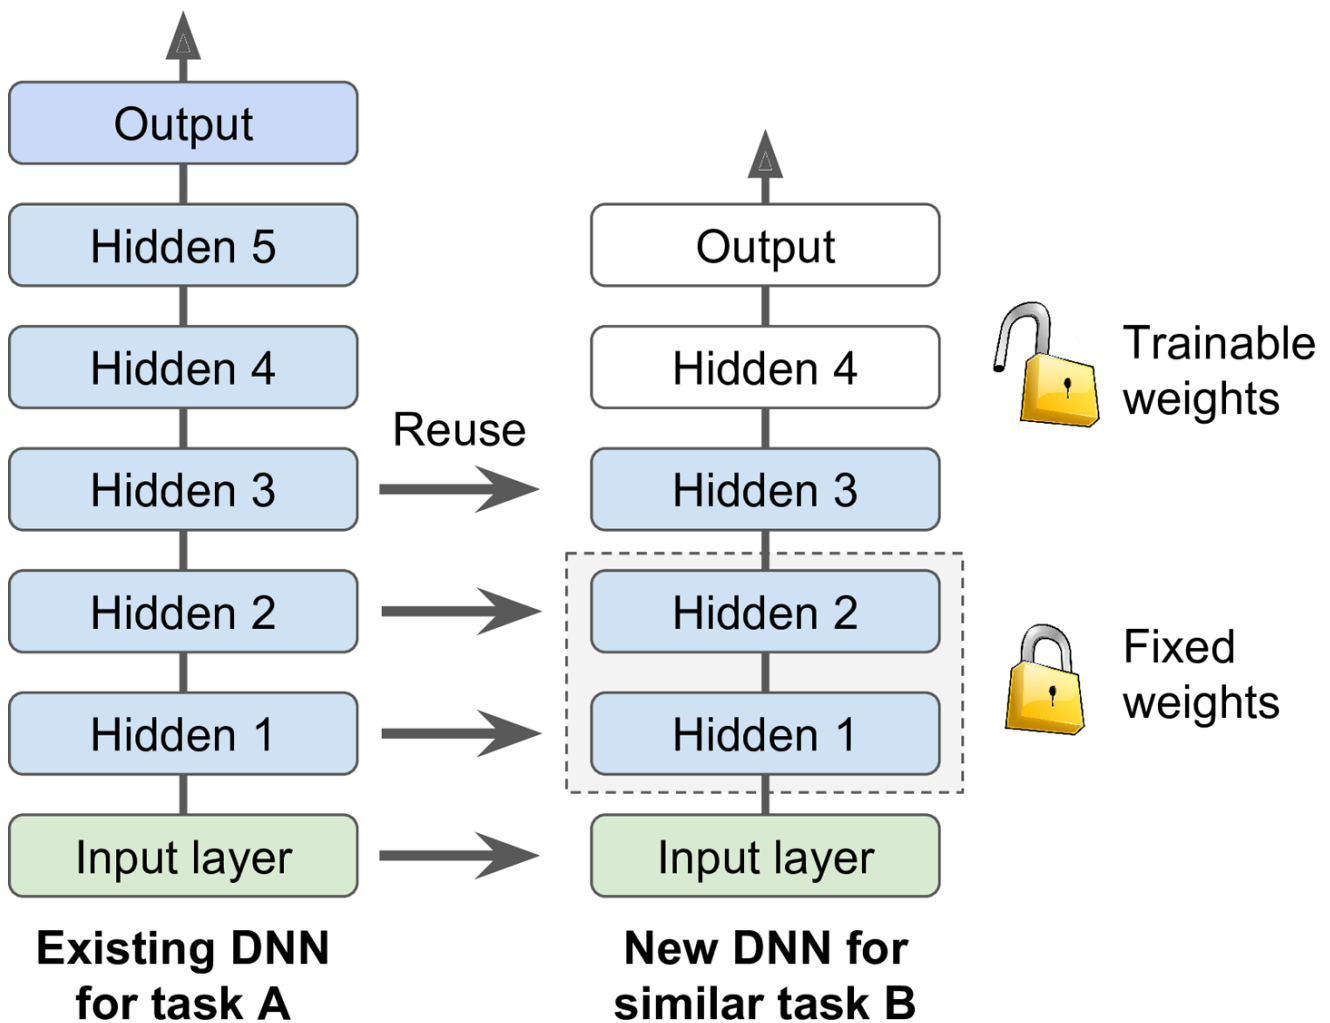 Output
Hidden 5
Hidden 4
Hidden 3
Hidden 2
Hidden 1
Input layer
Existing DNN
for task A
Reuse
Output
Hidden 4
Hidden 3
Hidden 2
Hidden 1
Input layer
New DNN for
similar task B
Trainable
weights
Fixed
weights